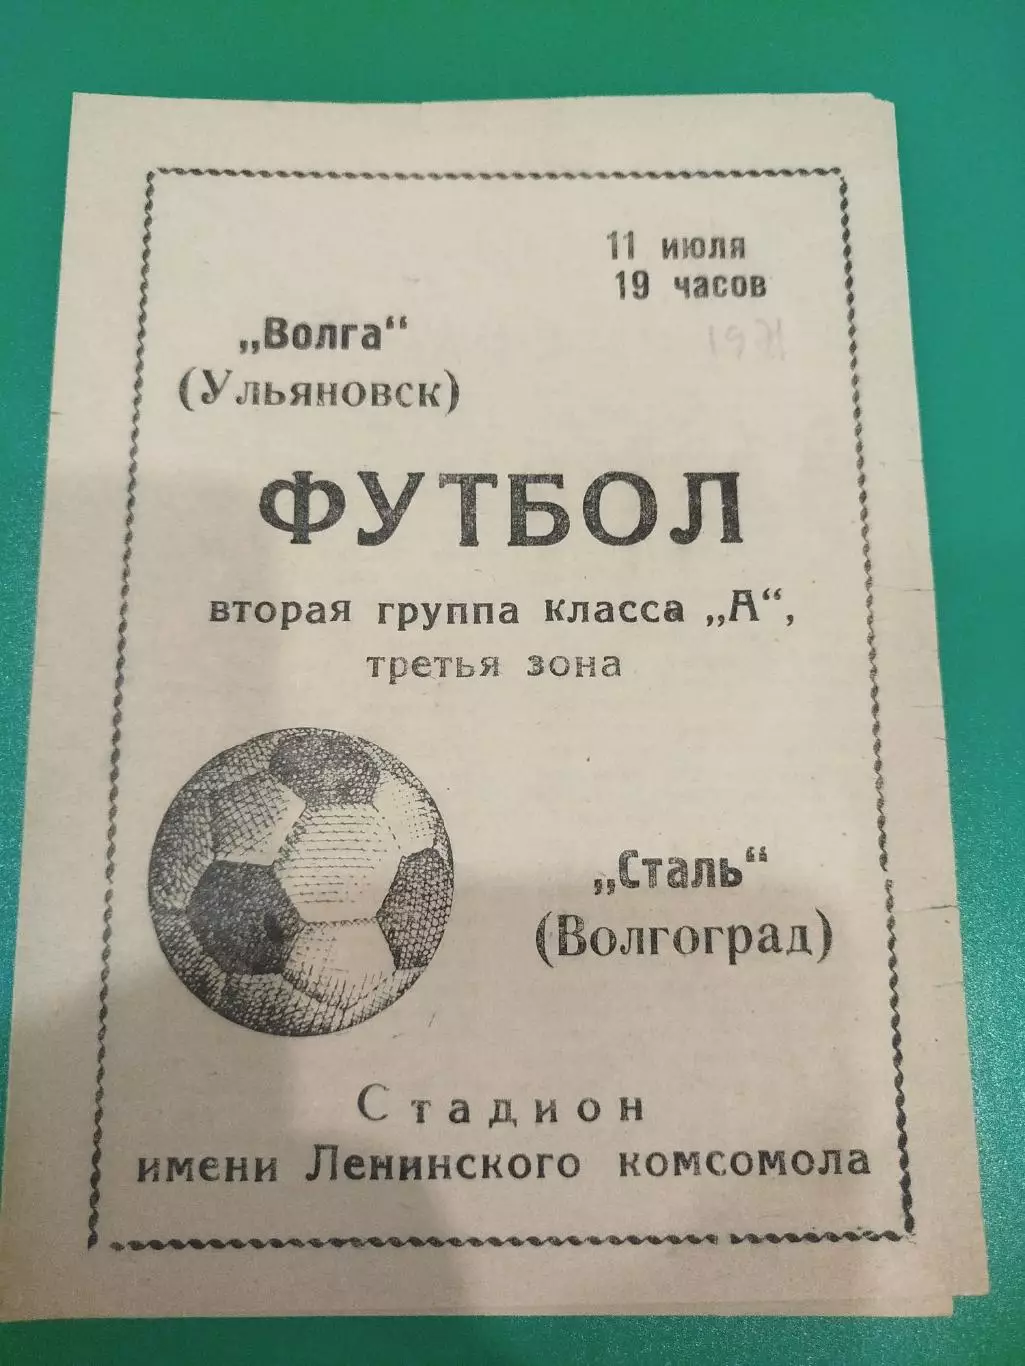 11 июля
19 часов
1971
„Волга“
(Ульяновск)
ФУТБОЛ
вторая группа класса „А“,
третья зона
„Сталь“
(Волгоград)
Стадион
имени Ленинского комсомола